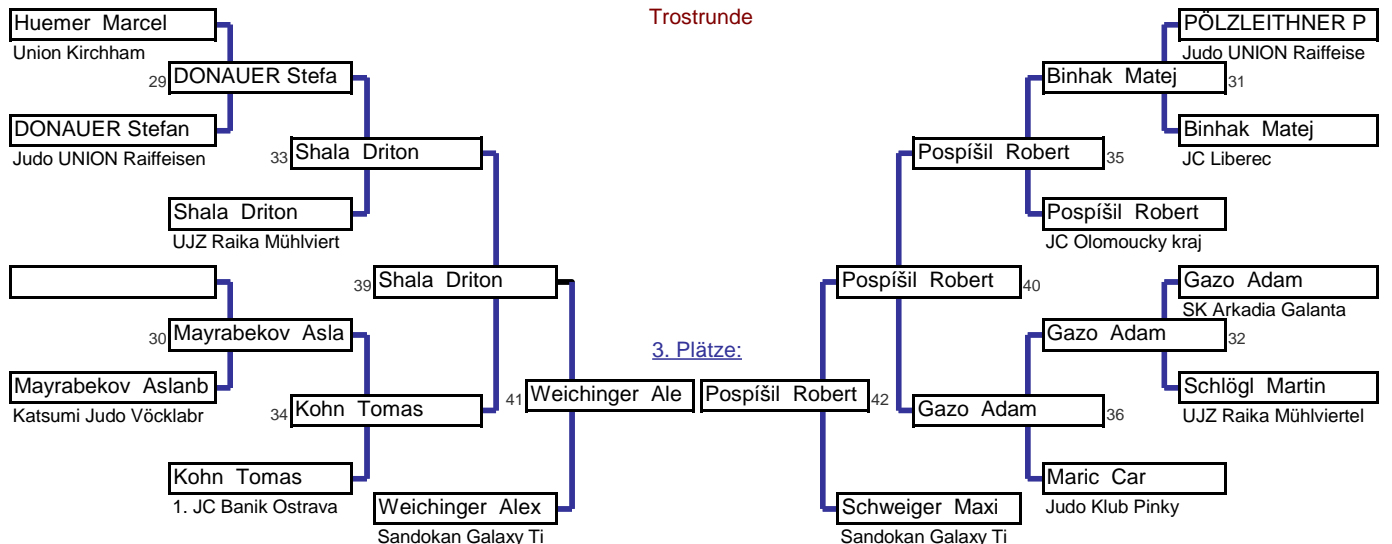 Trostrunde
Huemer Marcel
Union Kirchham
29 DONAUER Stefa
DONAUER Stefan
Judo UNION Raiffeisen
33 Shala Driton
Shala Driton
UJZ Raika Mühlviert
39 Shala Driton
30 Mayrabekov Asla
Mayrabekov Aslanb
Katsumi Judo Vöcklabr
34 Kohn Tomas
Kohn Tomas
1. JC Banik Ostrava
41 Weichinger Ale
Weichinger Alex
Sandokan Galaxy Ti
3. Plätze:
PÖLZLEITHNER P
Judo UNION Raiffeise
Binhak Matej 31
Binhak Matej
JC Liberec
Pospíšil Robert 35
Pospíšil Robert
JC Olomoucky kraj
Pospíšil Robert 40
Gazo Adam
SK Arkadia Galanta
Gazo Adam 32
Schlögl Martin
UJZ Raika Mühlviertel
Pospíšil Robert 42
Gazo Adam 36
Maric Car
Judo Klub Pinky
Schweiger Maxi
Sandokan Galaxy Ti